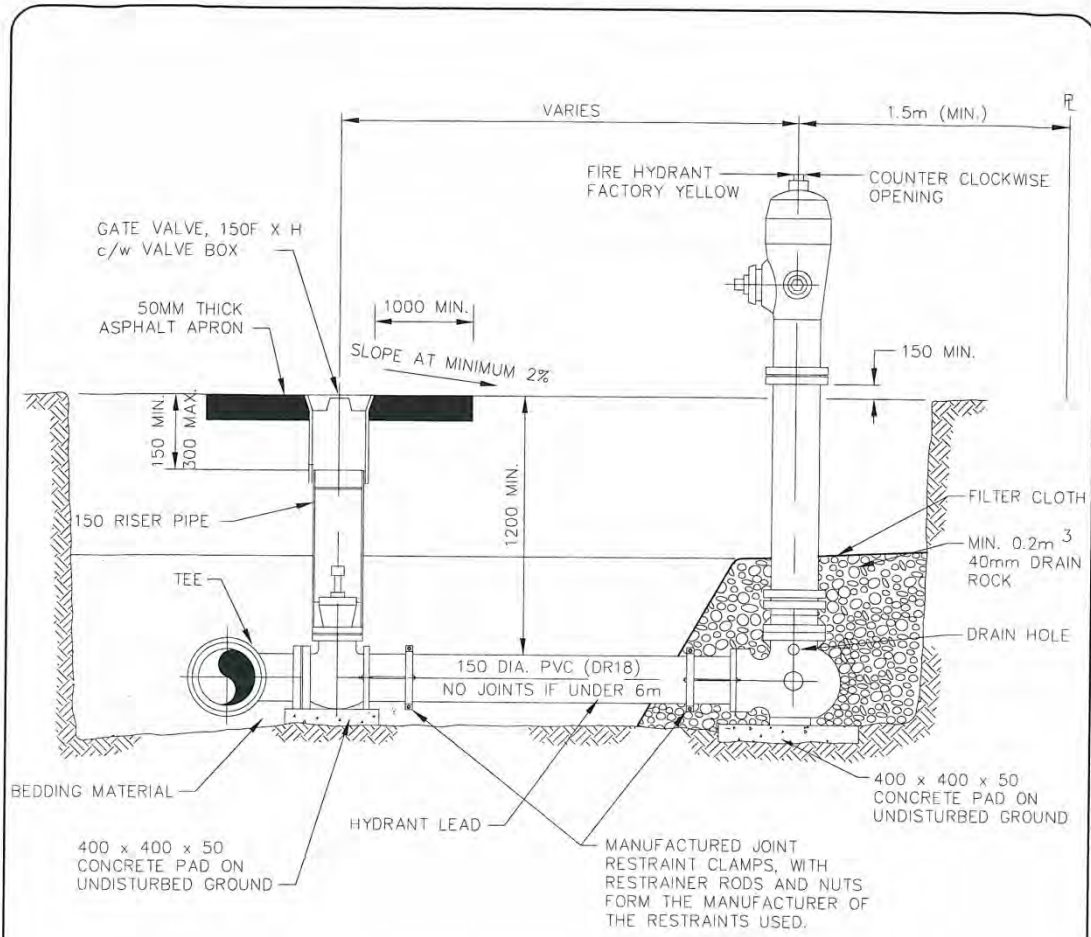 VARIES
1.5m (MIN.)
PL
FIRE HYDRANT
FACTORY YELLOW
COUNTER CLOCKWISE
OPENING
GATE VALVE, 150F X H
c/w VALVE BOX
50MM THICK
ASPHALT APRON
1000 MIN.
SLOPE AT MINIMUM 2%
150 MIN.
150 MIN.
300 MAX.
1200 MIN.
150 RISER PIPE
FILTER CLOTH
MIN. 0.2m 3
40mm DRAIN
ROCK
TEE
DRAIN HOLE
150 DIA. PVC (DR18)
NO JOINTS IF UNDER 6m
BEDDING MATERIAL
HYDRANT LEAD
400 x 400 x 50
CONCRETE PAD ON
UNDISTURBED GROUND
400 x 400 x 50
CONCRETE PAD ON
UNDISTURBED GROUND
MANUFACTURED JOINT
RESTRAINT CLAMPS, WITH
RESTRAINER RODS AND NUTS
FORM THE MANUFACTURER OF
THE RESTRAINTS USED.